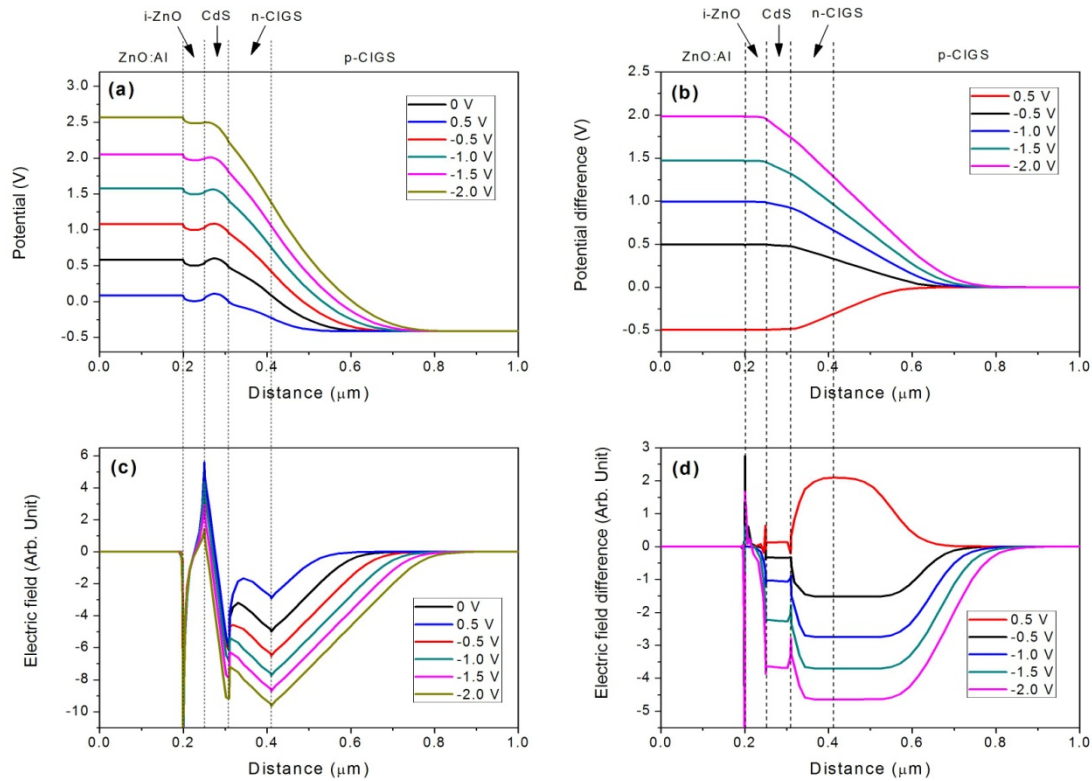 i-ZnO CdS n-CIGS
ZnO:Al p-CIGS
(a)
3.0
2.5
2.0
1.5
1.0
0.5
0.0
-0.5
Potential (V)
0 V
0.5 V
-0.5 V
-1.0 V
-1.5 V
-2.0 V
0.0 0.2 0.4 0.6 0.8 1.0
Distance (μm)
i-ZnO CdS n-CIGS
ZnO:Al p-CIGS
(b)
2.5
2.0
1.5
1.0
0.5
0.0
-0.5
Potential difference (V)
0.5 V
-0.5 V
-1.0 V
-1.5 V
-2.0 V
0.0 0.2 0.4 0.6 0.8 1.0
Distance (μm)
(c)
6
4
2
0
-2
-4
-6
-8
-10
Electric field (Arb. Unit)
0 V
0.5 V
-0.5 V
-1.0 V
-1.5 V
-2.0 V
0.0 0.2 0.4 0.6 0.8 1.0
Distance (μm)
(d)
3
2
1
0
-1
-2
-3
-4
-5
Electric field difference (Arb. Unit)
0.5 V
-0.5 V
-1.0 V
-1.5 V
-2.0 V
0.0 0.2 0.4 0.6 0.8 1.0
Distance (μm)